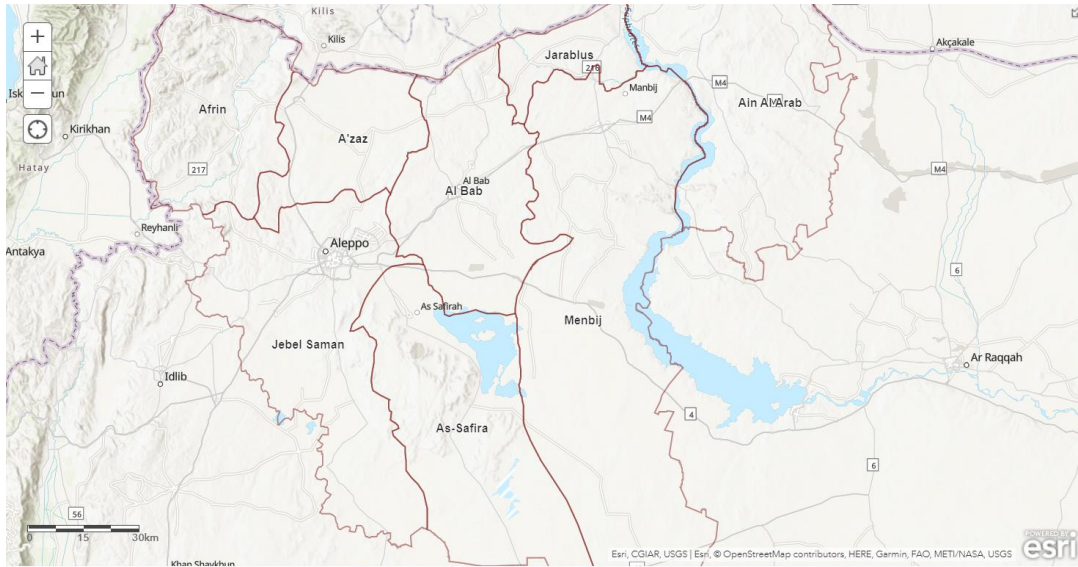 Kilis
Kilis
Akçakale
Jarablus
216
M4
Manbij
Ain Al Arab
Afrin
Kirikhan
A'zaz
M4
Hatay
217
M4
Al Bab
Al Bab
Reyhanli
Aleppo
Antakya
6
As Safirah
Menbij
Jebel Saman
Ar Raqqah
Idlib
4
As-Safira
6
56
0 15 30km
Esri, CGIAR, USGS | Esri, © OpenStreetMap contributors, HERE, Garmin, FAO, METI/NASA, USGS
POWERED BY
esri
Khan Shaykhun